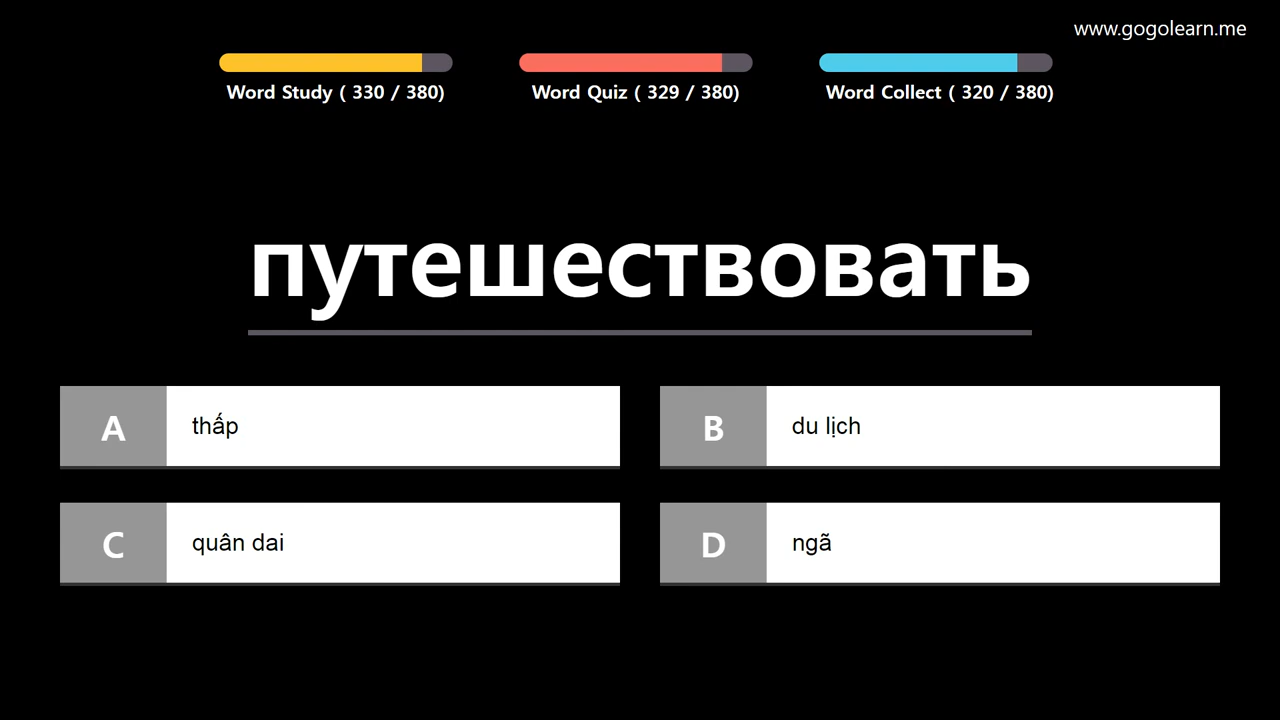 www.gogolearn.me
Word Study ( 330 / 380)
Word Quiz ( 329 / 380)
Word Collect ( 320 / 380)
путешествовать
A thấp
B du lịch
C quân dai
D ngã